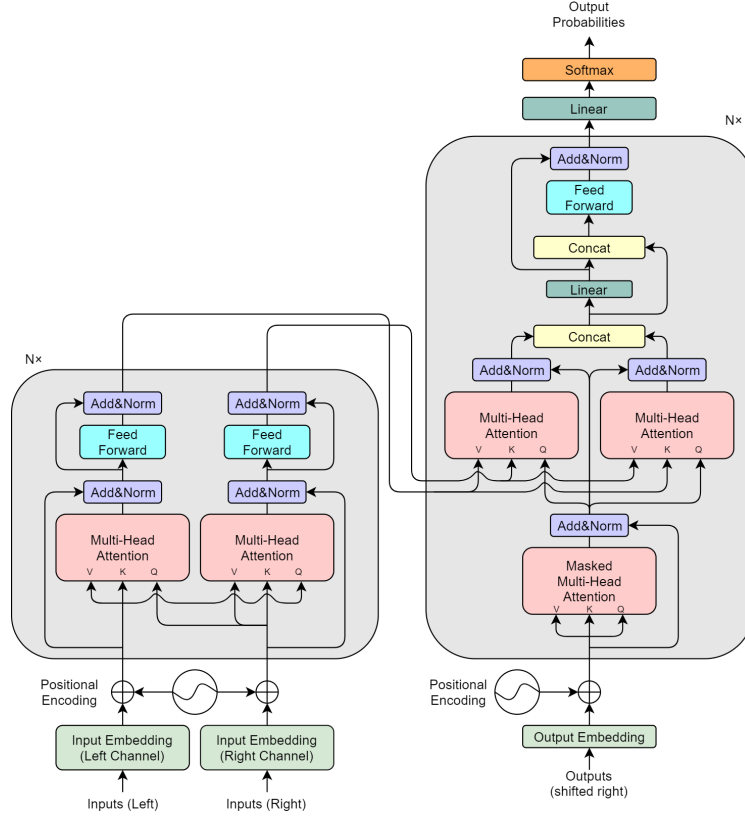 Output
Probabilities
Softmax
Linear
N×
Add&Norm
Feed
Forward
Concat
Linear
Concat
Add&Norm
Add&Norm
Multi-Head
Attention
V K Q
Multi-Head
Attention
V K Q
Add&Norm
Masked
Multi-Head
Attention
V K Q
Positional
Encoding
Output Embedding
Outputs
(shifted right)
N×
Add&Norm
Add&Norm
Feed
Forward
Feed
Forward
Add&Norm
Add&Norm
Multi-Head
Attention
V K Q
Multi-Head
Attention
V K Q
Positional
Encoding
Input Embedding
(Left Channel)
Input Embedding
(Right Channel)
Inputs (Left)
Inputs (Right)